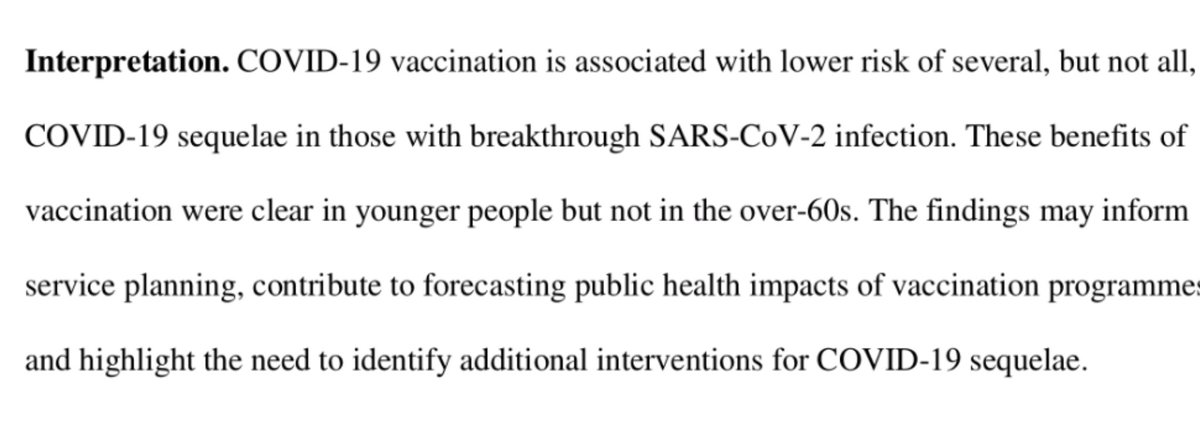 Interpretation. COVID-19 vaccination is associated with lower risk of several, but not all,
COVID-19 sequelae in those with breakthrough SARS-CoV-2 infection. These benefits of
vaccination were clear in younger people but not in the over-60s. The findings may inform
service planning, contribute to forecasting public health impacts of vaccination programmes
and highlight the need to identify additional interventions for COVID-19 sequelae.